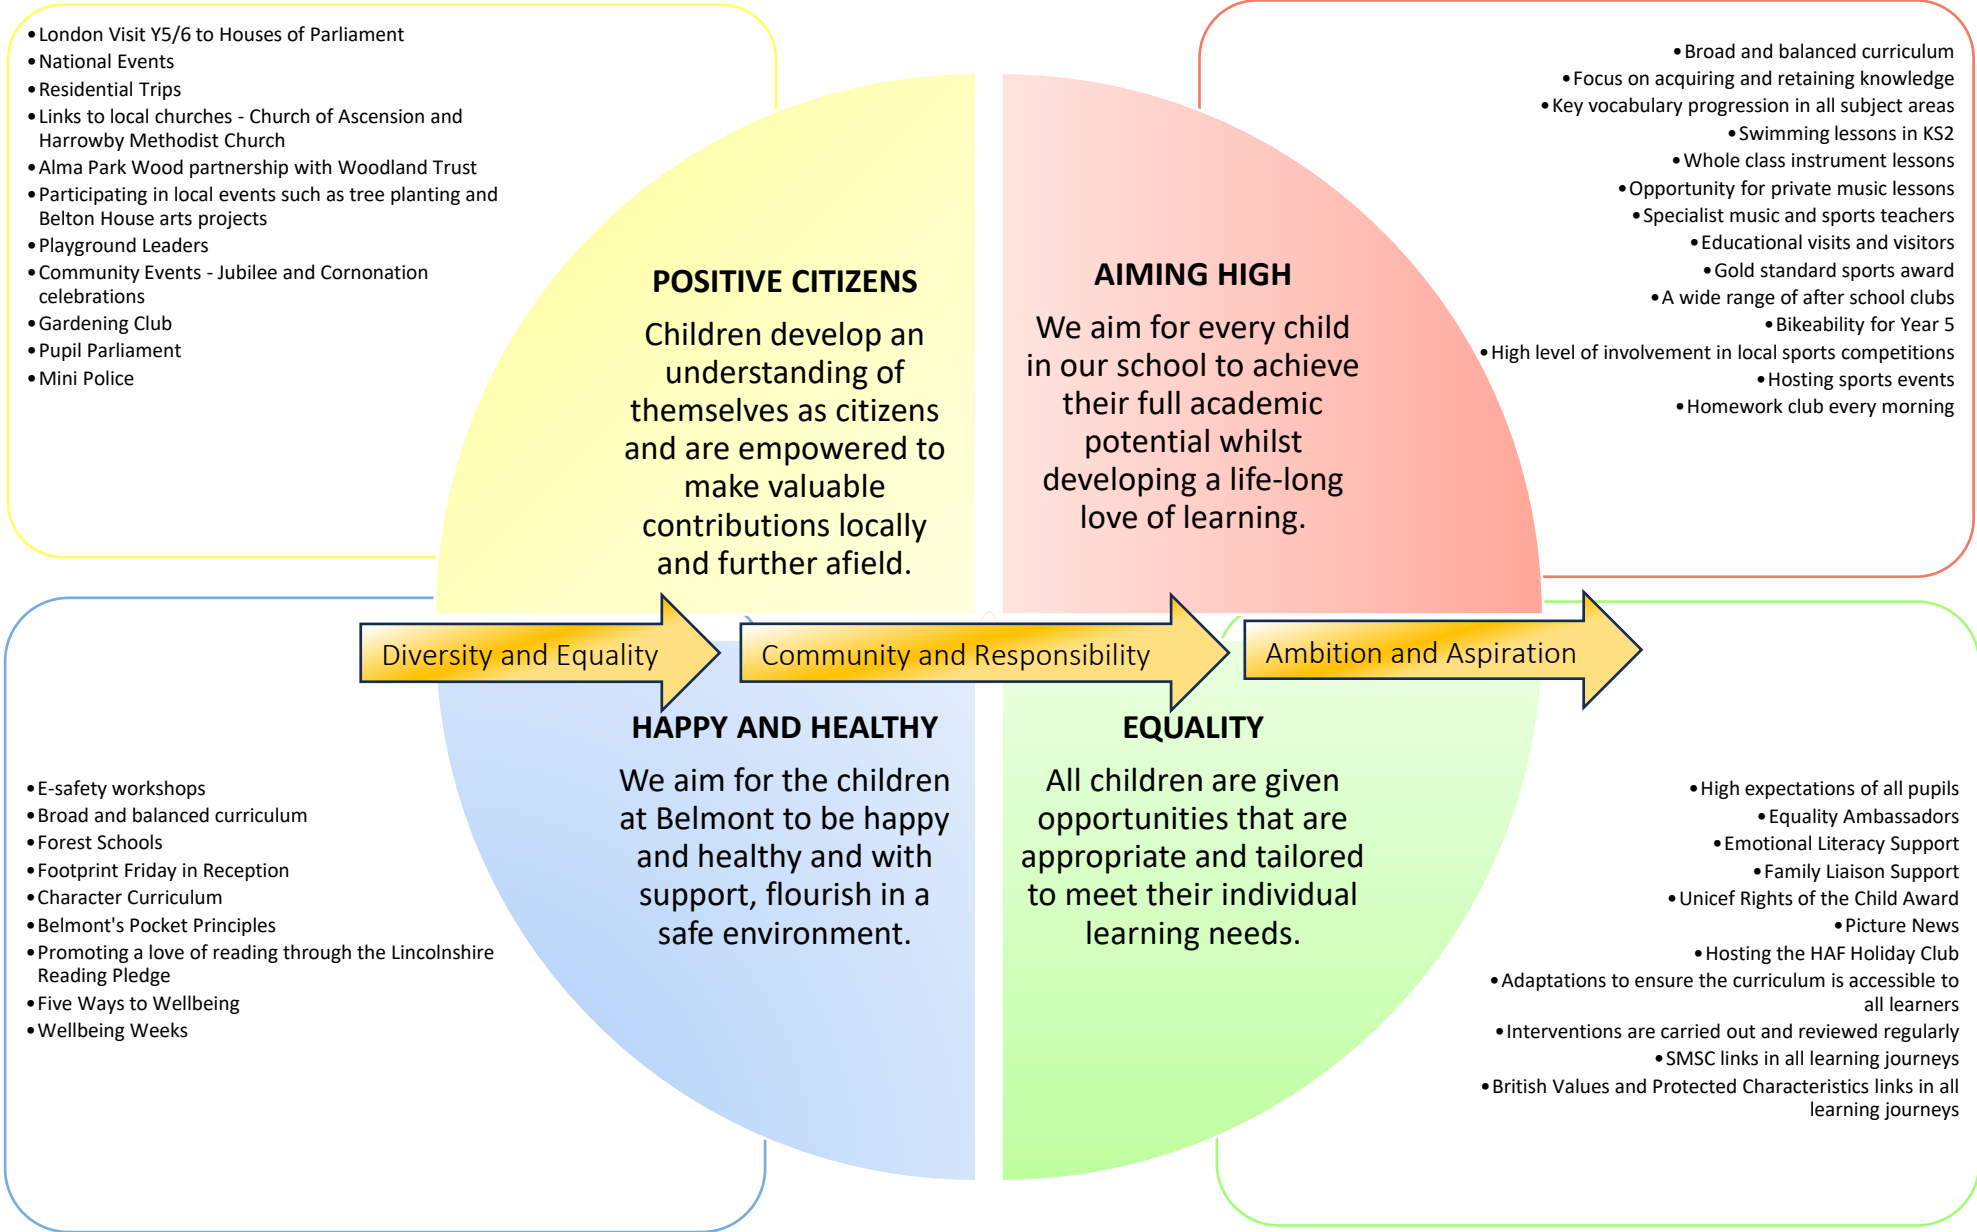 •London Visit Y5/6 to Houses of Parliament
•National Events
•Residential Trips
•Links to local churches - Church of Ascension and
Harrowby Methodist Church
•Alma Park Wood partnership with Woodland Trust
•Participating in local events such as tree planting and
Belton House arts projects
•Playground Leaders
•Community Events - Jubilee and Cornonation
celebrations
•Gardening Club
•Pupil Parliament
•Mini Police
POSITIVE CITIZENS
Children develop an
understanding of
themselves as citizens
and are empowered to
make valuable
contributions locally
and further afield.
AIMING HIGH
We aim for every child
in our school to achieve
their full academic
potential whilst
developing a life-long
love of learning.
•Broad and balanced curriculum
•Focus on acquiring and retaining knowledge
•Key vocabulary progression in all subject areas
•Swimming lessons in KS2
•Whole class instrument lessons
•Opportunity for private music lessons
•Specialist music and sports teachers
•Educational visits and visitors
•Gold standard sports award
•A wide range of after school clubs
•Bikeability for Year 5
•High level of involvement in local sports competitions
•Hosting sports events
•Homework club every morning
Diversity and Equality
Community and Responsibility
Ambition and Aspiration
•E-safety workshops
•Broad and balanced curriculum
•Forest Schools
•Footprint Friday in Reception
•Character Curriculum
•Belmont's Pocket Principles
•Promoting a love of reading through the Lincolnshire
Reading Pledge
•Five Ways to Wellbeing
•Wellbeing Weeks
HAPPY AND HEALTHY
We aim for the children
at Belmont to be happy
and healthy and with
support, flourish in a
safe environment.
EQUALITY
All children are given
opportunities that are
appropriate and tailored
to meet their individual
learning needs.
•High expectations of all pupils
•Equality Ambassadors
•Emotional Literacy Support
•Family Liaison Support
•Unicef Rights of the Child Award
•Picture News
•Hosting the HAF Holiday Club
•Adaptations to ensure the curriculum is accessible to
all learners
•Interventions are carried out and reviewed regularly
•SMSC links in all learning journeys
•British Values and Protected Characteristics links in all
learning journeys